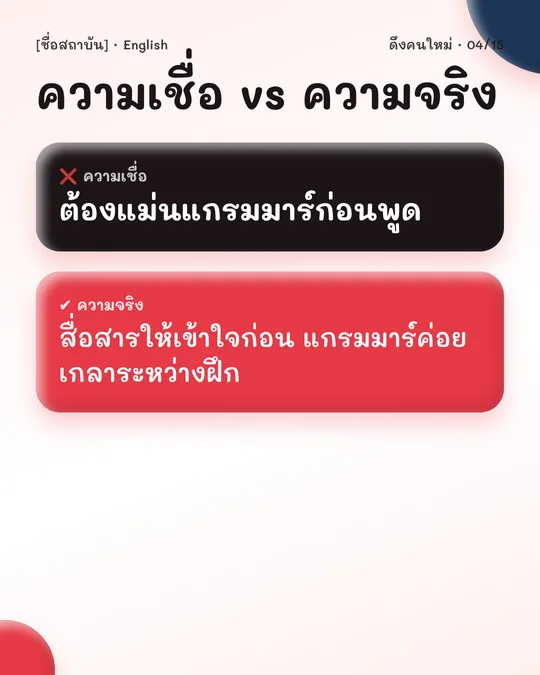 [ชื่อสถาบัน] · English
ดึงคนใหม่ · 04/15
ความเชื่อ vs ความจริง
❌ ความเชื่อ
ต้องแม่นแกรมมาร์ก่อนพูด
✔ ความจริง
สื่อสารให้เข้าใจก่อน แกรมมาร์ค่อย
เกลาระหว่างฝึก